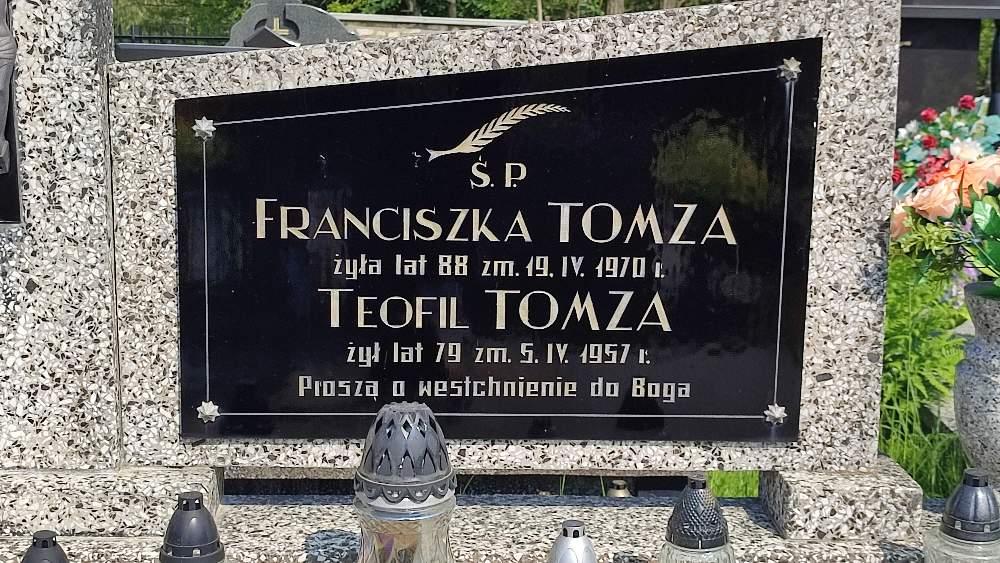 Ś. P.
FRANCISZKA TOMZA
żyła lat 88 zm. 19. IV. 1970 r.
TEOFIL TOMZA
żył lat 79 zm. 5. IV. 1957 r.
Proszą o westchnienie do Boga